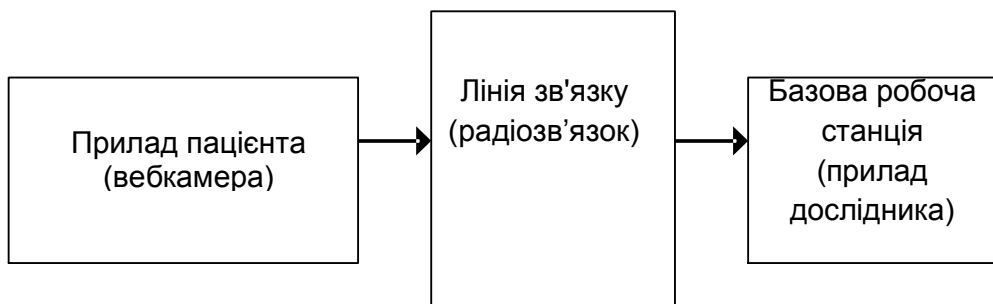 Прилад пацієнта
(вебкамера)
Лінія зв'язку
(радіозв’язок)
Базова робоча
станція
(прилад
дослідника)